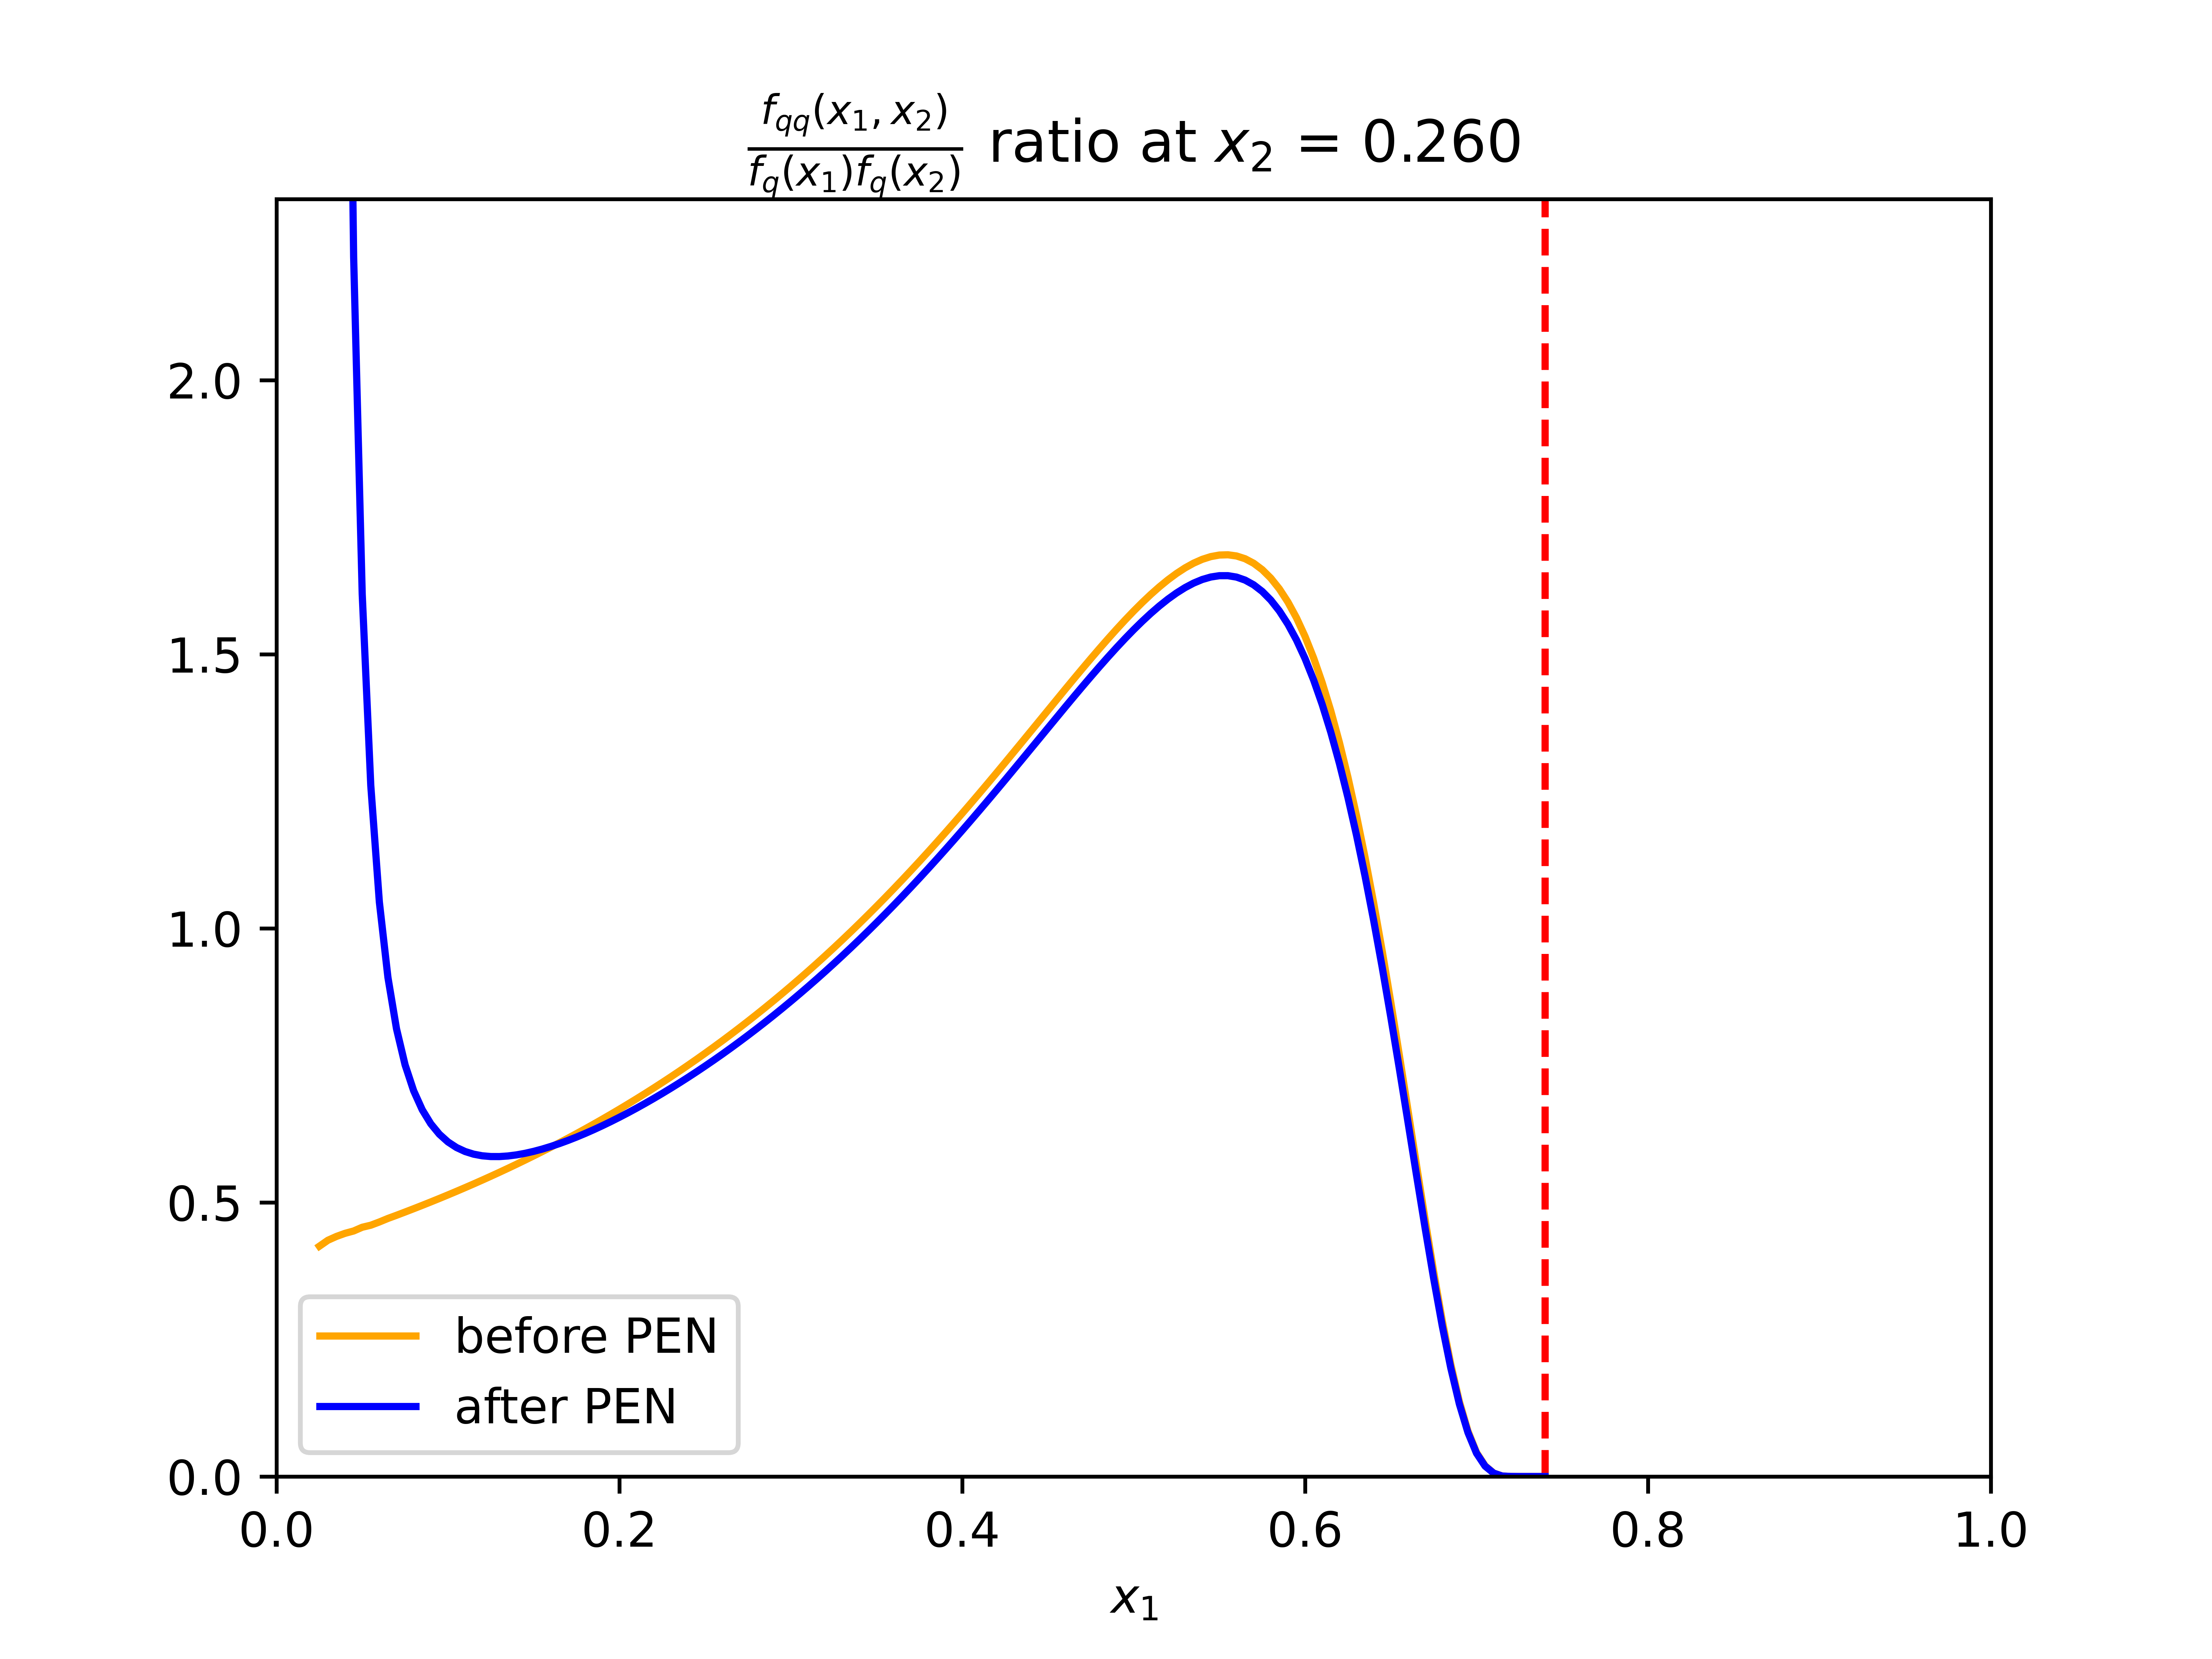 f_{qq}(x_1, x_2)
f_q(x_1)f_q(x_2) ratio at x_2 = 0.260
2.0
1.5
1.0
0.5
0.0
before PEN
after PEN
0.0 0.2 0.4 0.6 0.8 1.0
x_1